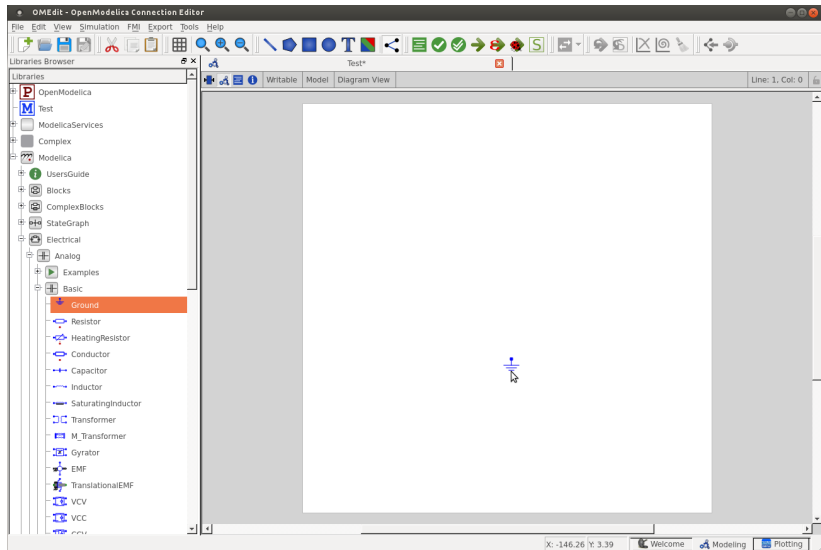 OMEdit - OpenModelica Connection Editor
File Edit View Simulation FMI Export Tools Help
Libraries Browser
Test*
Libraries
Writable Model Diagram View Line: 1, Col: 0
P OpenModelica
M Test
ModelicaServices
Complex
Modelica
UsersGuide
Blocks
ComplexBlocks
StateGraph
Electrical
Analog
Examples
Basic
Ground
Resistor
HeatingResistor
Conductor
Capacitor
Inductor
SaturatingInductor
Transformer
M_Transformer
Gyrator
EMF
TranslationalEMF
VCV
VCC
X: -146.26 Y: 3.39 Welcome Modeling Plotting